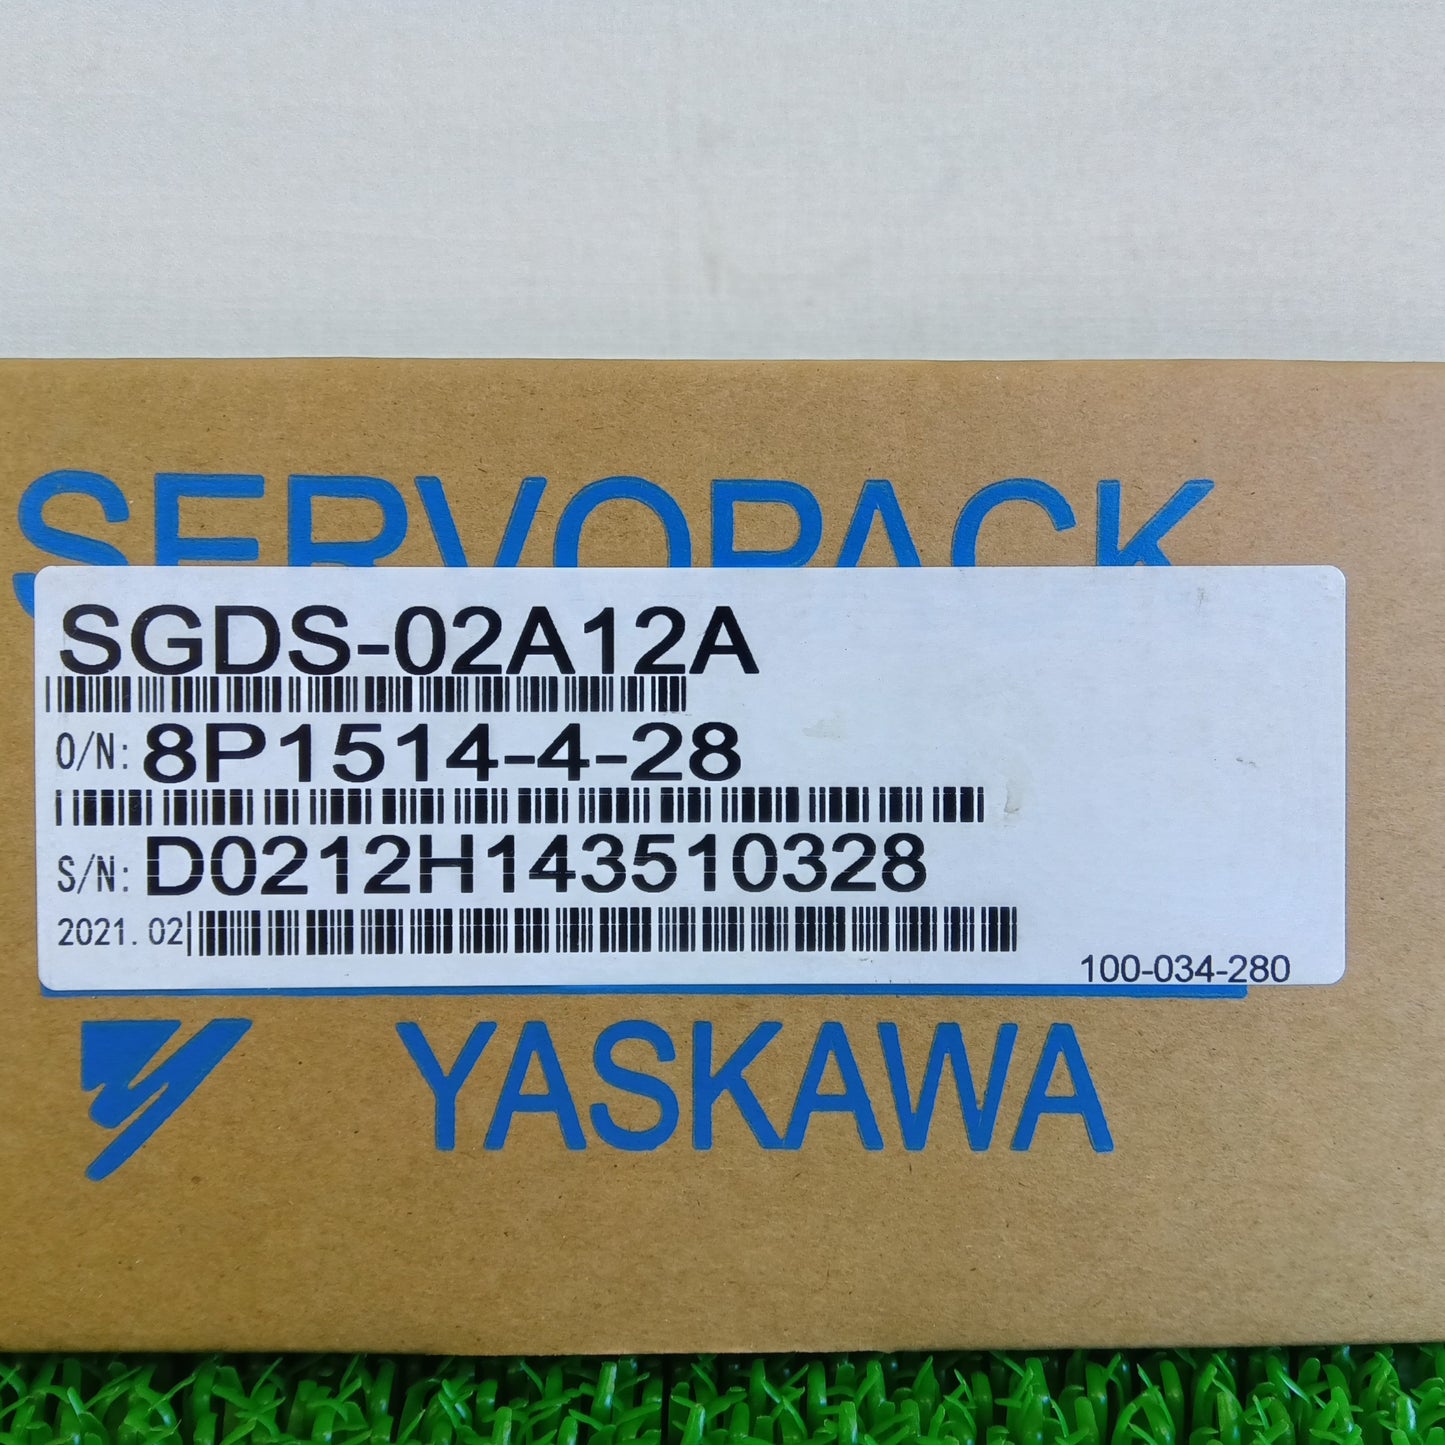 SERVOPACK
SGDS-02A12A
O/N: 8P1514-4-28
S/N: D0212H143510328
2021.02
100-034-280
YASKAWA